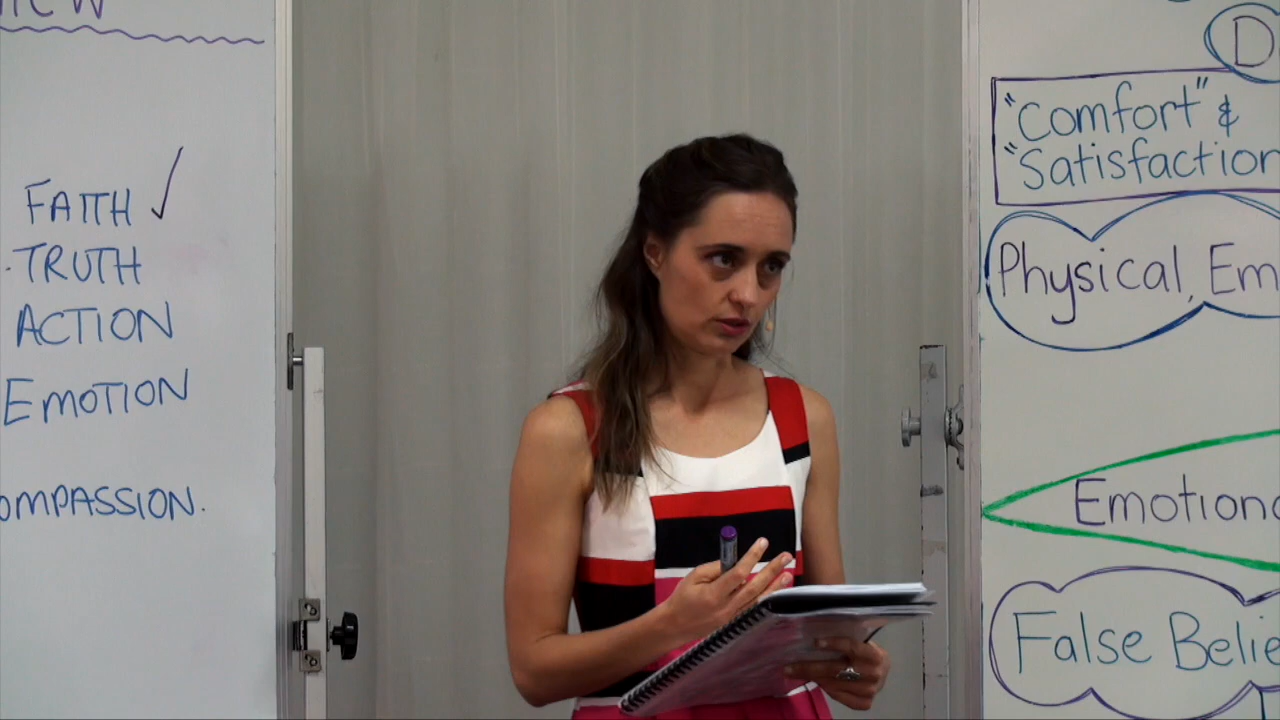 FAITH ✓
TRUTH
ACTION
EMOTION
OMPASSION.
D
"Comfort" &
"Satisfaction
Physical, Em
Emotiona
False Belie